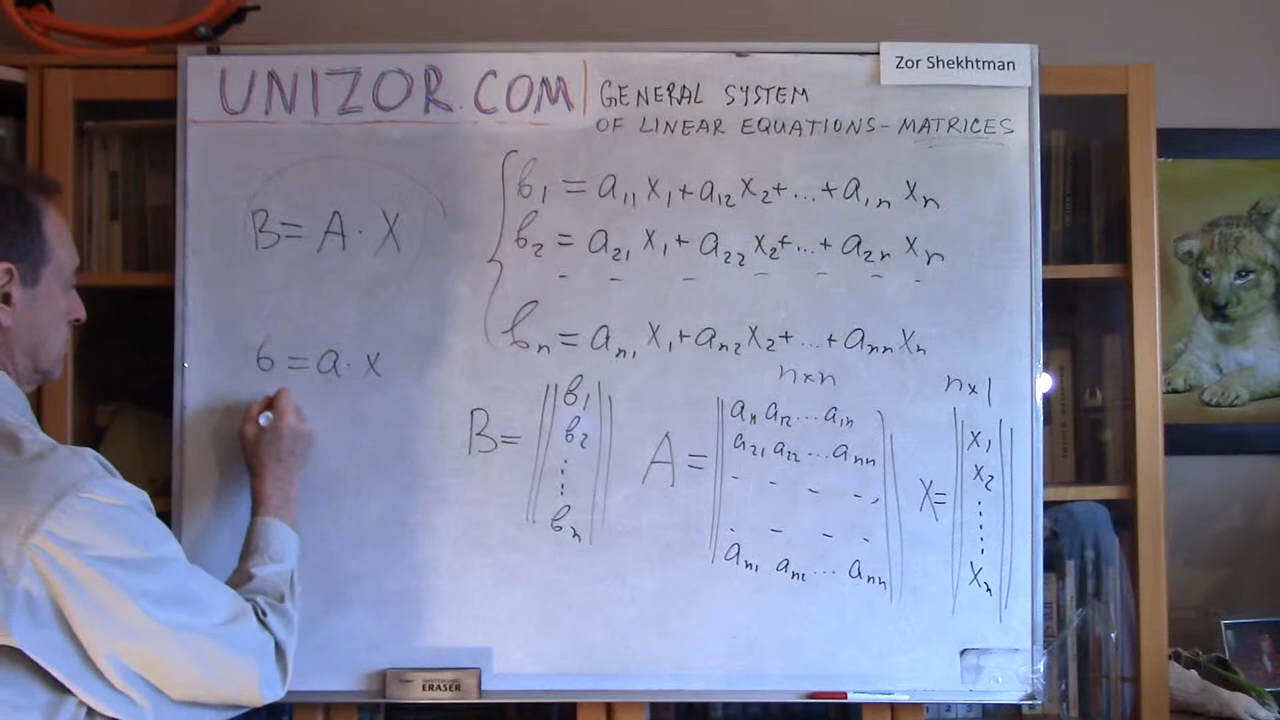 Zor Shekhtman
UNIZOR.COM
GENERAL SYSTEM
OF LINEAR EQUATIONS - MATRICES
B = A · X
b₁ = a₁₁ x₁ + a₁₂ x₂ + ... + a₁ₙ xₙ
b₂ = a₂₁ x₁ + a₂₂ x₂ + ... + a₂ₙ xₙ
bₙ = aₙ₁ x₁ + aₙ₂ x₂ + ... + aₙₙ xₙ
b = a · x
n×n
n×1
B =
b₁
b₂
bₙ
A =
a₁₁ a₁₂ ... a₁ₙ
a₂₁ a₂₂ ... aₙₙ
aₙ₁ aₙ₂ ... aₙₙ
X =
x₁
x₂
xₙ
ERASER